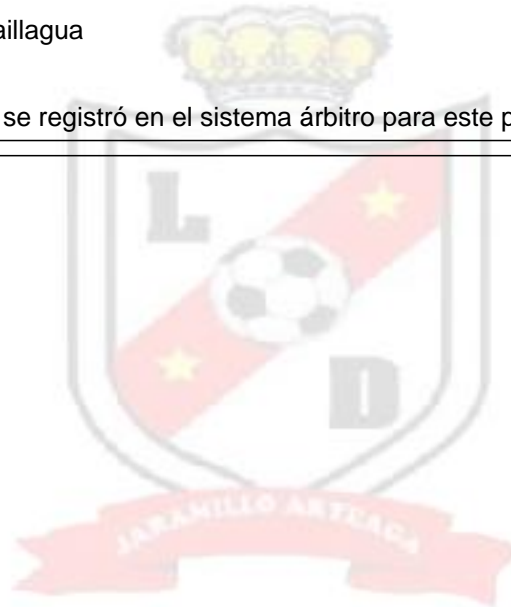 aillagua
se registró en el sistema árbitro para este p
L
D
JARAMILLO ARTEAGA